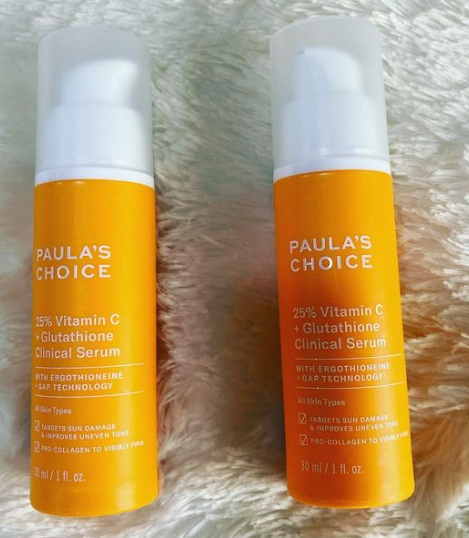 PAULA'S
CHOICE
25% Vitamin C
+ Glutathione
Clinical Serum
WITH ERGOTHIONEINE
+ GAP TECHNOLOGY
All Skin Types
TARGETS SUN DAMAGE
& IMPROVES UNEVEN TONE
PRO-COLLAGEN TO VISIBLY FIRM
30 ml / 1 fl. oz.
PAULA'S
CHOICE
25% Vitamin C
+ Glutathione
Clinical Serum
WITH ERGOTHIONEINE
+ GAP TECHNOLOGY
All Skin Types
TARGETS SUN DAMAGE
& IMPROVES UNEVEN TONE
PRO-COLLAGEN TO VISIBLY FIRM
30 ml / 1 fl. oz.